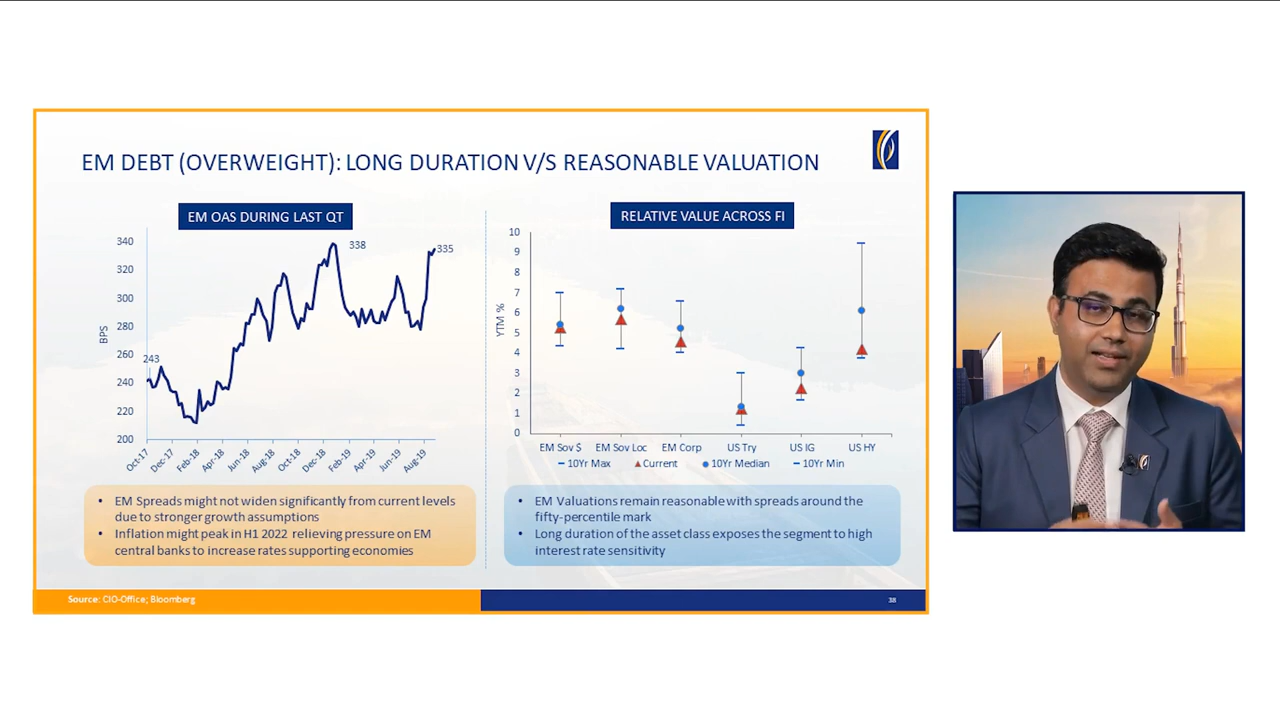 EM DEBT (OVERWEIGHT): LONG DURATION V/S REASONABLE VALUATION
EM OAS DURING LAST QT
BPS
340
320
300
280
260
240
220
200
243
338
335
Oct-17
Dec-17
Feb-18
Apr-18
Jun-18
Aug-18
Oct-18
Dec-18
Feb-19
Apr-19
Jun-19
Aug-19
• EM Spreads might not widen significantly from current levels
due to stronger growth assumptions
• Inflation might peak in H1 2022 relieving pressure on EM
central banks to increase rates supporting economies
RELATIVE VALUE ACROSS FI
YTM %
10
9
8
7
6
5
4
3
2
1
0
EM Sov $
EM Sov Loc
EM Corp
US Try
US IG
US HY
10Yr Max
Current
10Yr Median
10Yr Min
• EM Valuations remain reasonable with spreads around the
fifty-percentile mark
• Long duration of the asset class exposes the segment to high
interest rate sensitivity
Source: CIO-Office; Bloomberg
38